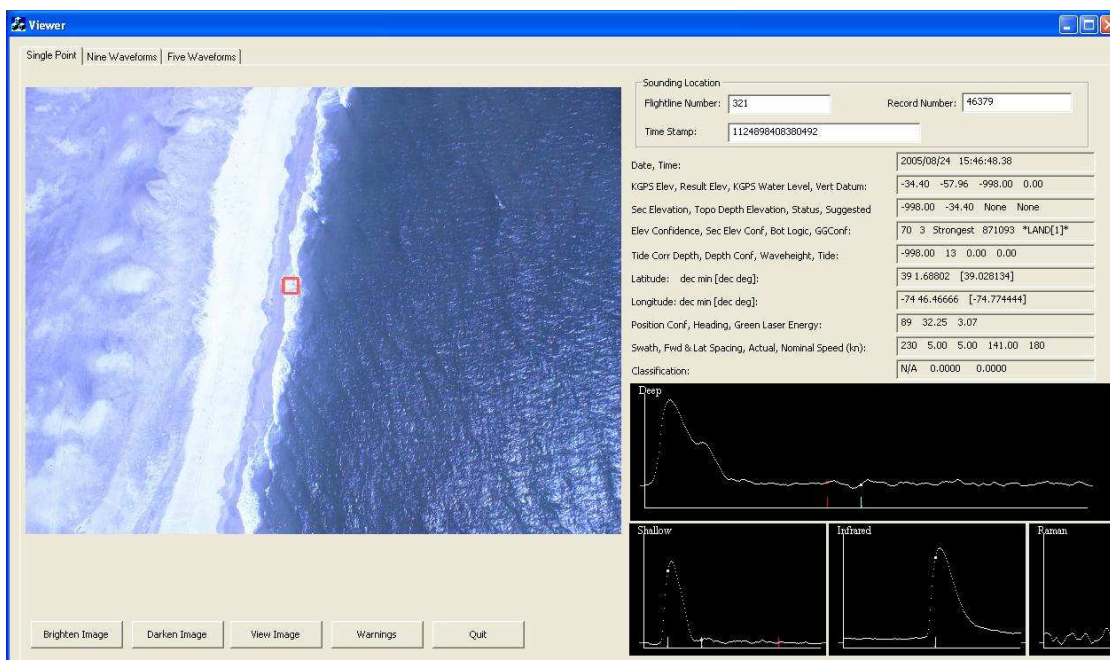 Viewer
Single Point Nine Waveforms Five Waveforms
Sounding Location
Flightline Number: 321 Record Number: 46379
Time Stamp: 1124898408380492
Date, Time: 2005/08/24 15:46:48.38
KGPS Elev, Result Elev, KGPS Water Level, Vert Datum: -34.40 -57.96 -998.00 0.00
Sec Elevation, Topo Depth Elevation, Status, Suggested -998.00 -34.40 None None
Elev Confidence, Sec Elev Conf, Bot Logic, GGConf: 70 3 Strongest 871093 *LAND[1]*
Tide Corr Depth, Depth Conf, Waveheight, Tide: -998.00 13 0.00 0.00
Latitude: dec min [dec deg]: 39 1.68802 [39.028134]
Longitude: dec min [dec deg]: -74 46.46666 [-74.774444]
Position Conf, Heading, Green Laser Energy: 89 32.25 3.07
Swath, Fwd & Lat Spacing, Actual, Nominal Speed (kn): 230 5.00 5.00 141.00 180
Classification: N/A 0.0000 0.0000
Deep
Shallow Infrared Raman
Brighten Image Darken Image View Image Warnings Quit